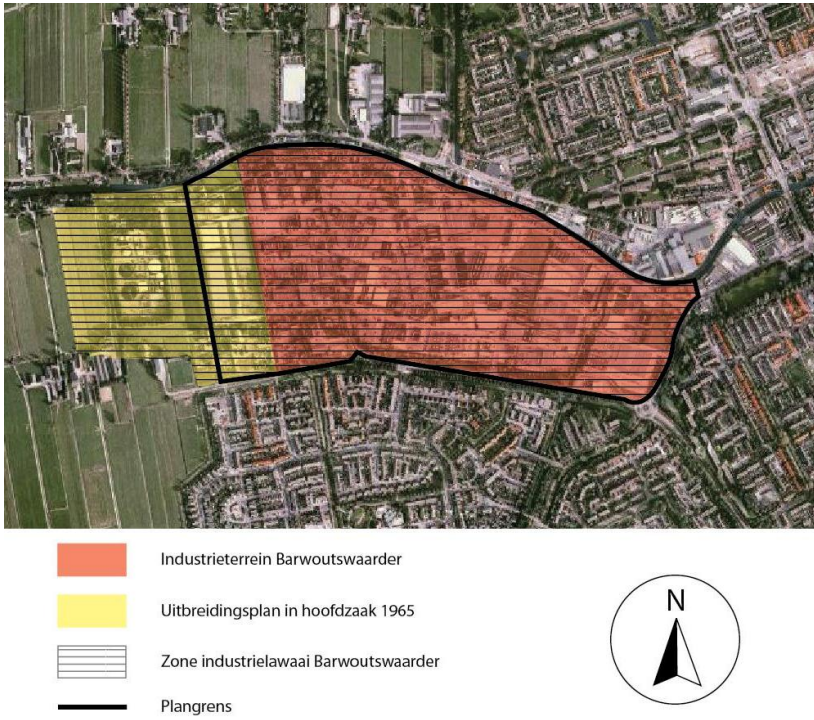 Industrieterrein Barwoutswaarder
Uitbreidingsplan in hoofdzaak 1965
Zone industrielawaai Barwoutswaarder
Plangrens
N